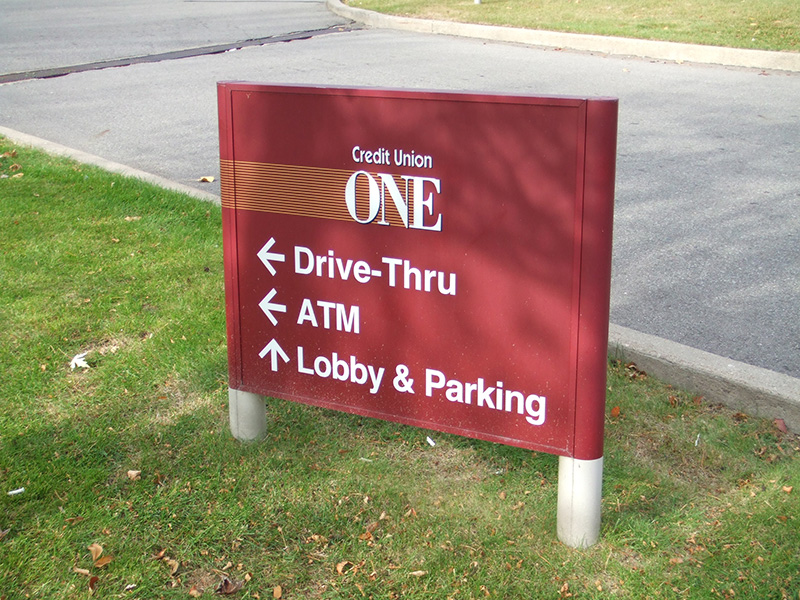 Credit Union
ONE
← Drive-Thru
← ATM
↑ Lobby & Parking